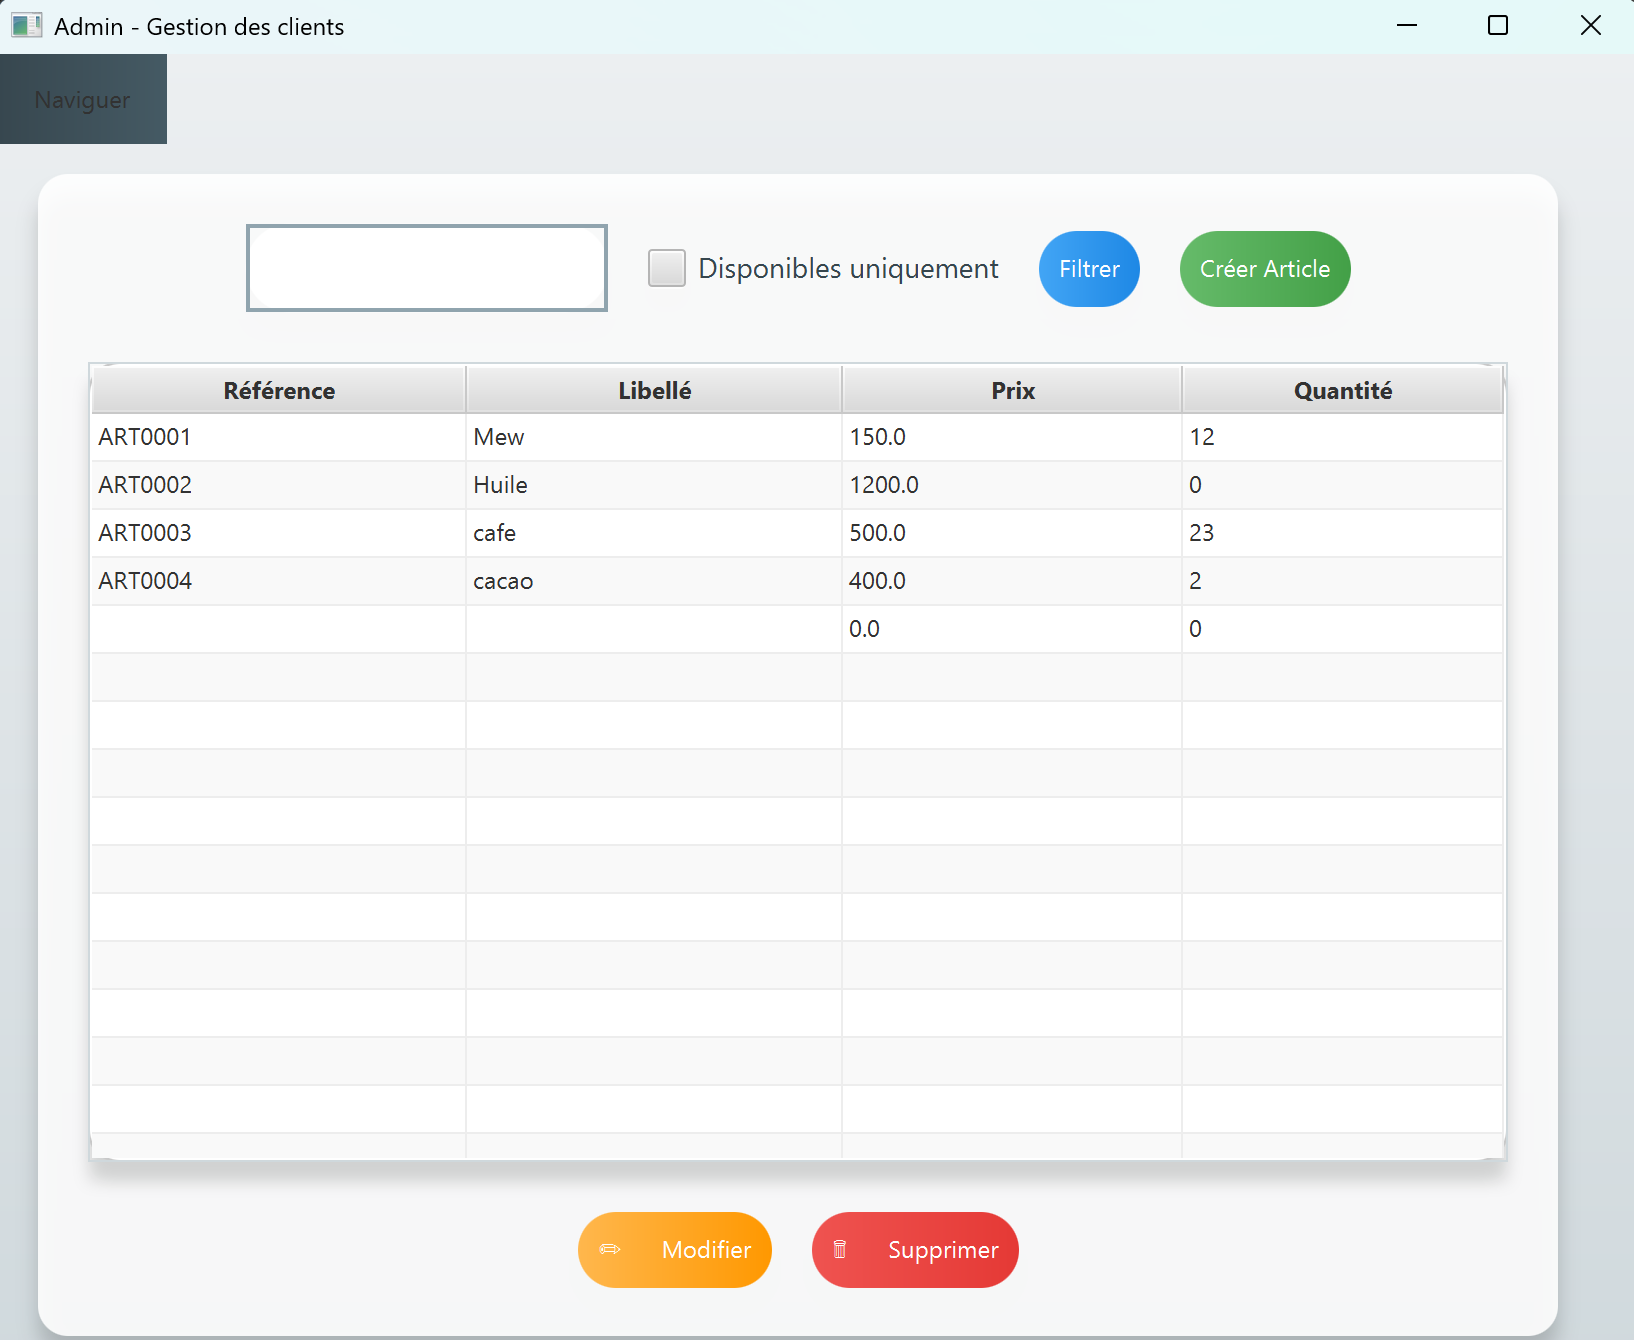 Admin - Gestion des clients
Naviguer
Disponibles uniquement
Filtrer
Créer Article
Référence Libellé Prix Quantité
ART0001 Mew 150.0 12
ART0002 Huile 1200.0 0
ART0003 cafe 500.0 23
ART0004 cacao 400.0 2
0.0 0
Modifier
Supprimer